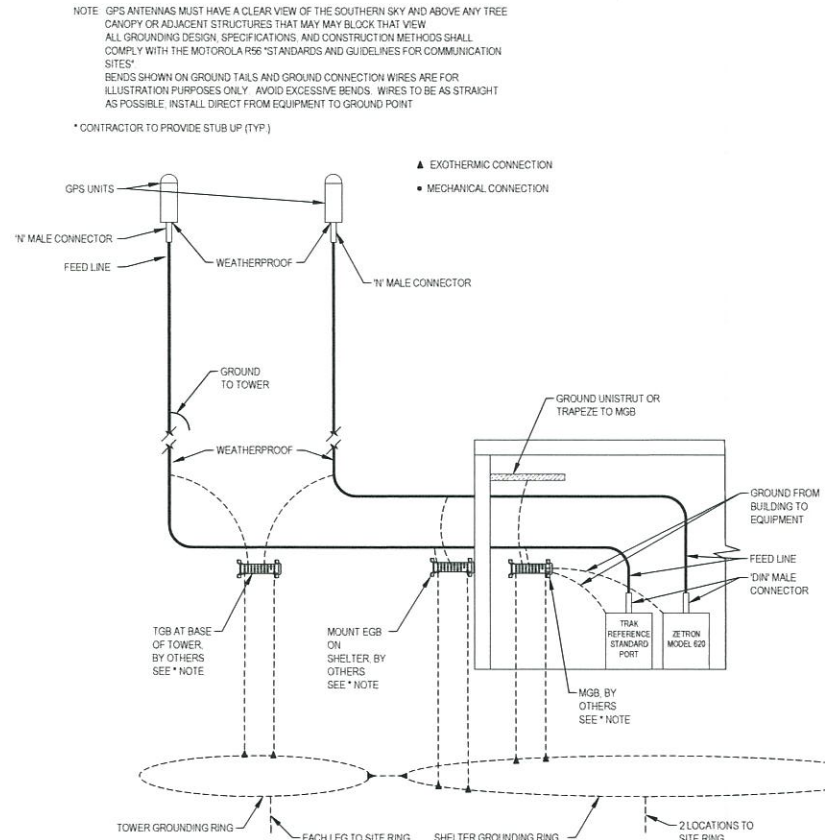 NOTE GPS ANTENNAS MUST HAVE A CLEAR VIEW OF THE SOUTHERN SKY AND ABOVE ANY TREE
CANOPY OR ADJACENT STRUCTURES THAT MAY MAY BLOCK THAT VIEW
ALL GROUNDING DESIGN, SPECIFICATIONS, AND CONSTRUCTION METHODS SHALL
COMPLY WITH THE MOTOROLA R56 "STANDARDS AND GUIDELINES FOR COMMUNICATION
SITES"
BENDS SHOWN ON GROUND TAILS AND GROUND CONNECTION WIRES ARE FOR
ILLUSTRATION PURPOSES ONLY. AVOID EXCESSIVE BENDS. WIRES TO BE AS STRAIGHT
AS POSSIBLE, INSTALL DIRECT FROM EQUIPMENT TO GROUND POINT
* CONTRACTOR TO PROVIDE STUB UP (TYP.)
EXOTHERMIC CONNECTION
MECHANICAL CONNECTION
GPS UNITS
'N' MALE CONNECTOR
WEATHERPROOF
FEED LINE
'N' MALE CONNECTOR
GROUND
TO TOWER
GROUND UNISTRUT OR
TRAPEZE TO MGB
WEATHERPROOF
GROUND FROM
BUILDING TO
EQUIPMENT
FEED LINE
'DIN' MALE
CONNECTOR
TRAK
REFERENCE
STANDARD
PORT
ZETRON
MODEL 620
TGB AT BASE
OF TOWER,
BY OTHERS
SEE * NOTE
MOUNT EGB
ON
SHELTER, BY
OTHERS
SEE * NOTE
MGB, BY
OTHERS
SEE * NOTE
TOWER GROUNDING RING
EACH LEG TO SITE RING
SHELTER GROUNDING RING
2 LOCATIONS TO
SITE RING